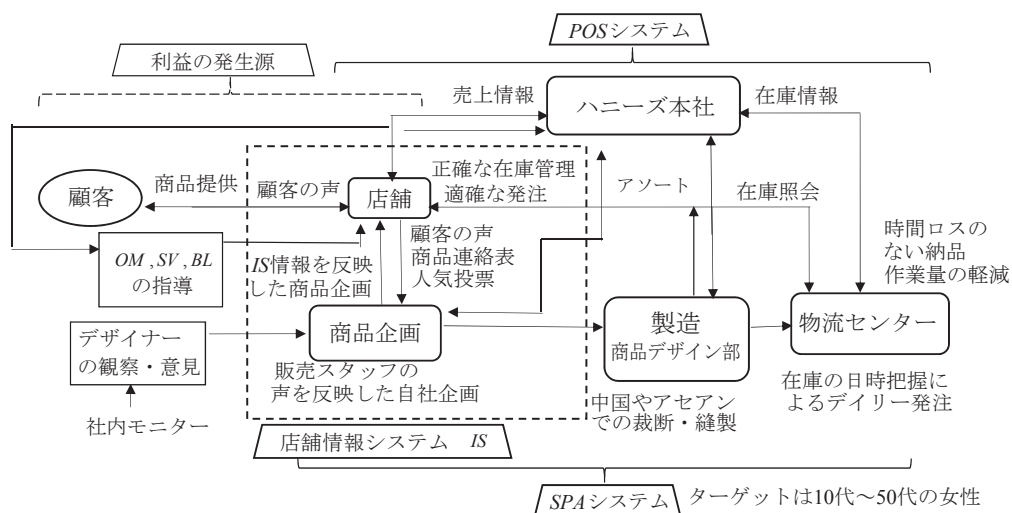 POSシステム
利益の発生源
売上情報
ハニーズ本社
在庫情報
顧客
商品提供
顧客の声
店舗
正確な在庫管理
適確な発注
アソート
在庫照会
OM , SV , BL
の指導
IS情報を反映
した商品企画
顧客の声
商品連絡表
人気投票
時間ロスの
ない納品
作業量の軽減
デザイナー
の観察・意見
商品企画
製造
商品デザイン部
物流センター
社内モニター
販売スタッフの
声を反映した自社企画
中国やアセアン
での裁断・縫製
在庫の日時把握に
よるデイリー発注
店舗情報システム IS
SPAシステム
ターゲットは10代～50代の女性